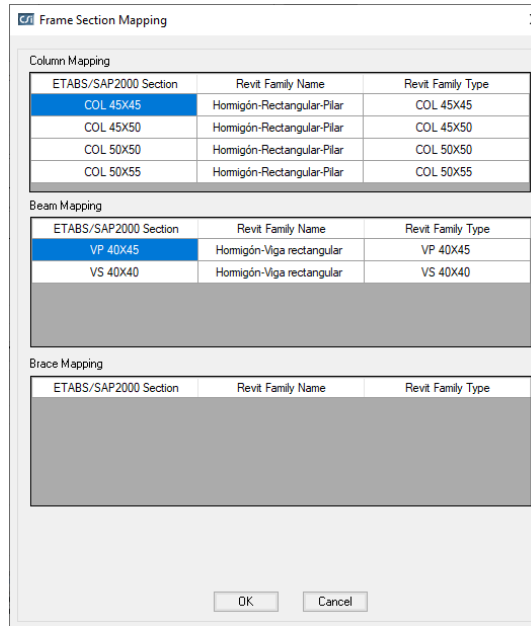 CSi Frame Section Mapping
Column Mapping
ETABS/SAP2000 Section Revit Family Name Revit Family Type
COL 45X45 Hormigón-Rectangular-Pilar COL 45X45
COL 45X50 Hormigón-Rectangular-Pilar COL 45X50
COL 50X50 Hormigón-Rectangular-Pilar COL 50X50
COL 50X55 Hormigón-Rectangular-Pilar COL 50X55
Beam Mapping
ETABS/SAP2000 Section Revit Family Name Revit Family Type
VP 40X45 Hormigón-Viga rectangular VP 40X45
VS 40X40 Hormigón-Viga rectangular VS 40X40
Brace Mapping
ETABS/SAP2000 Section Revit Family Name Revit Family Type
OK Cancel